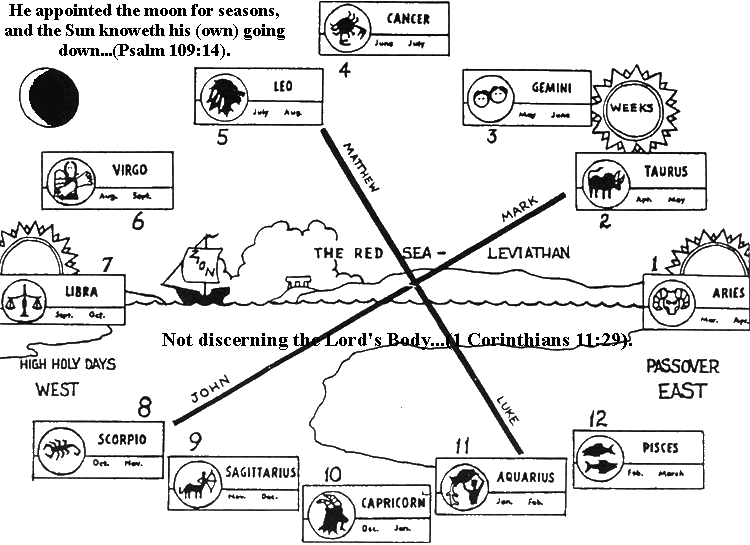 He appointed the moon for seasons,
and the Sun knoweth his (own) going
down...(Psalm 109:14).
CANCER
June July
4
LEO
July Aug.
5
GEMINI
May June
3
WEEKS
MATTHEW
VIRGO
Aug. Sept.
6
TAURUS
Apr. May
2
MARK
ZION
THE RED SEA - LEVIATHAN
7
LIBRA
Sept. Oct.
1
ARIES
Mar. Apr.
Not discerning the Lord's Body...(1 Corinthians 11:29).
HIGH HOLY DAYS
WEST
PASSOVER
EAST
JOHN
LUKE
8
SCORPIO
Oct. Nov.
9
SAGITTARIUS
Nov. Dec.
10
CAPRICORN
Dec. Jan.
11
AQUARIUS
Jan. Feb.
12
PISCES
Feb. March